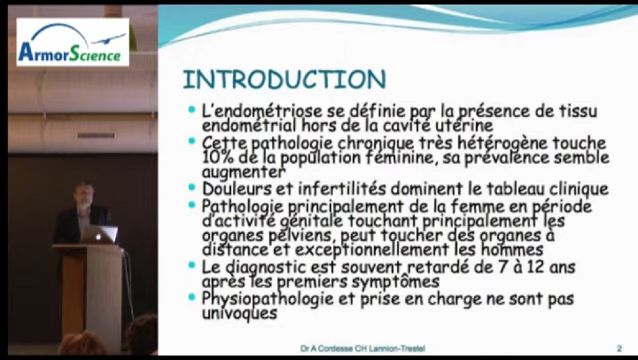 ArmorScience
INTRODUCTION
L'endométriose se définie par la présence de tissu
endométrial hors de la cavité utérine
Cette pathologie chronique très hétérogène touche
10% de la population féminine, sa prévalence semble
augmenter
Douleurs et infertilités dominent le tableau clinique
Pathologie principalement de la femme en période
d'activité génitale touchant principalement les
organes pelviens, peut toucher des organes à
distance et exceptionnellement les hommes
Le diagnostic est souvent retardé de 7 à 12 ans
après les premiers symptômes
Physiopathologie et prise en charge ne sont pas
univoques
Dr A Cordesse CH Lannion-Trestel
2